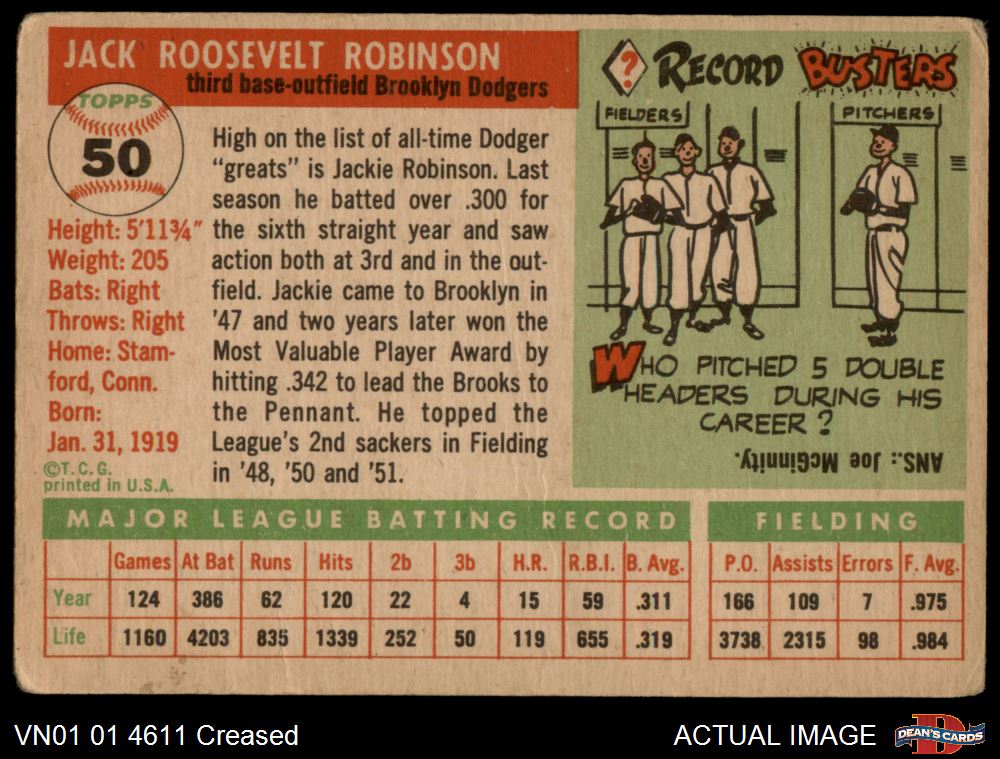 JACK ROOSEVELT ROBINSON
third base-outfield Brooklyn Dodgers
TOPPS
50
Height: 5'11¾"
Weight: 205
Bats: Right
Throws: Right
Home: Stam-
ford, Conn.
Born:
Jan. 31, 1919
©T.C.G.
printed in U.S.A.
High on the list of all-time Dodger
“greats” is Jackie Robinson. Last
season he batted over .300 for
the sixth straight year and saw
action both at 3rd and in the out-
field. Jackie came to Brooklyn in
'47 and two years later won the
Most Valuable Player Award by
hitting .342 to lead the Brooks to
the Pennant. He topped the
League's 2nd sackers in Fielding
in '48, '50 and '51.
? RECORD BUSTERS
FIELDERS
PITCHERS
WHO PITCHED 5 DOUBLE
HEADERS DURING HIS
CAREER ?
ANS.: Joe McGinnity.
MAJOR LEAGUE BATTING RECORD FIELDING
Games At Bat Runs Hits 2b 3b H.R. R.B.I. B. Avg. P.O. Assists Errors F. Avg.
Year 124 386 62 120 22 4 15 59 .311 166 109 7 .975
Life 1160 4203 835 1339 252 50 119 655 .319 3738 2315 98 .984
VN01 01 4611 Creased
ACTUAL IMAGE
D
DEAN'S CARDS